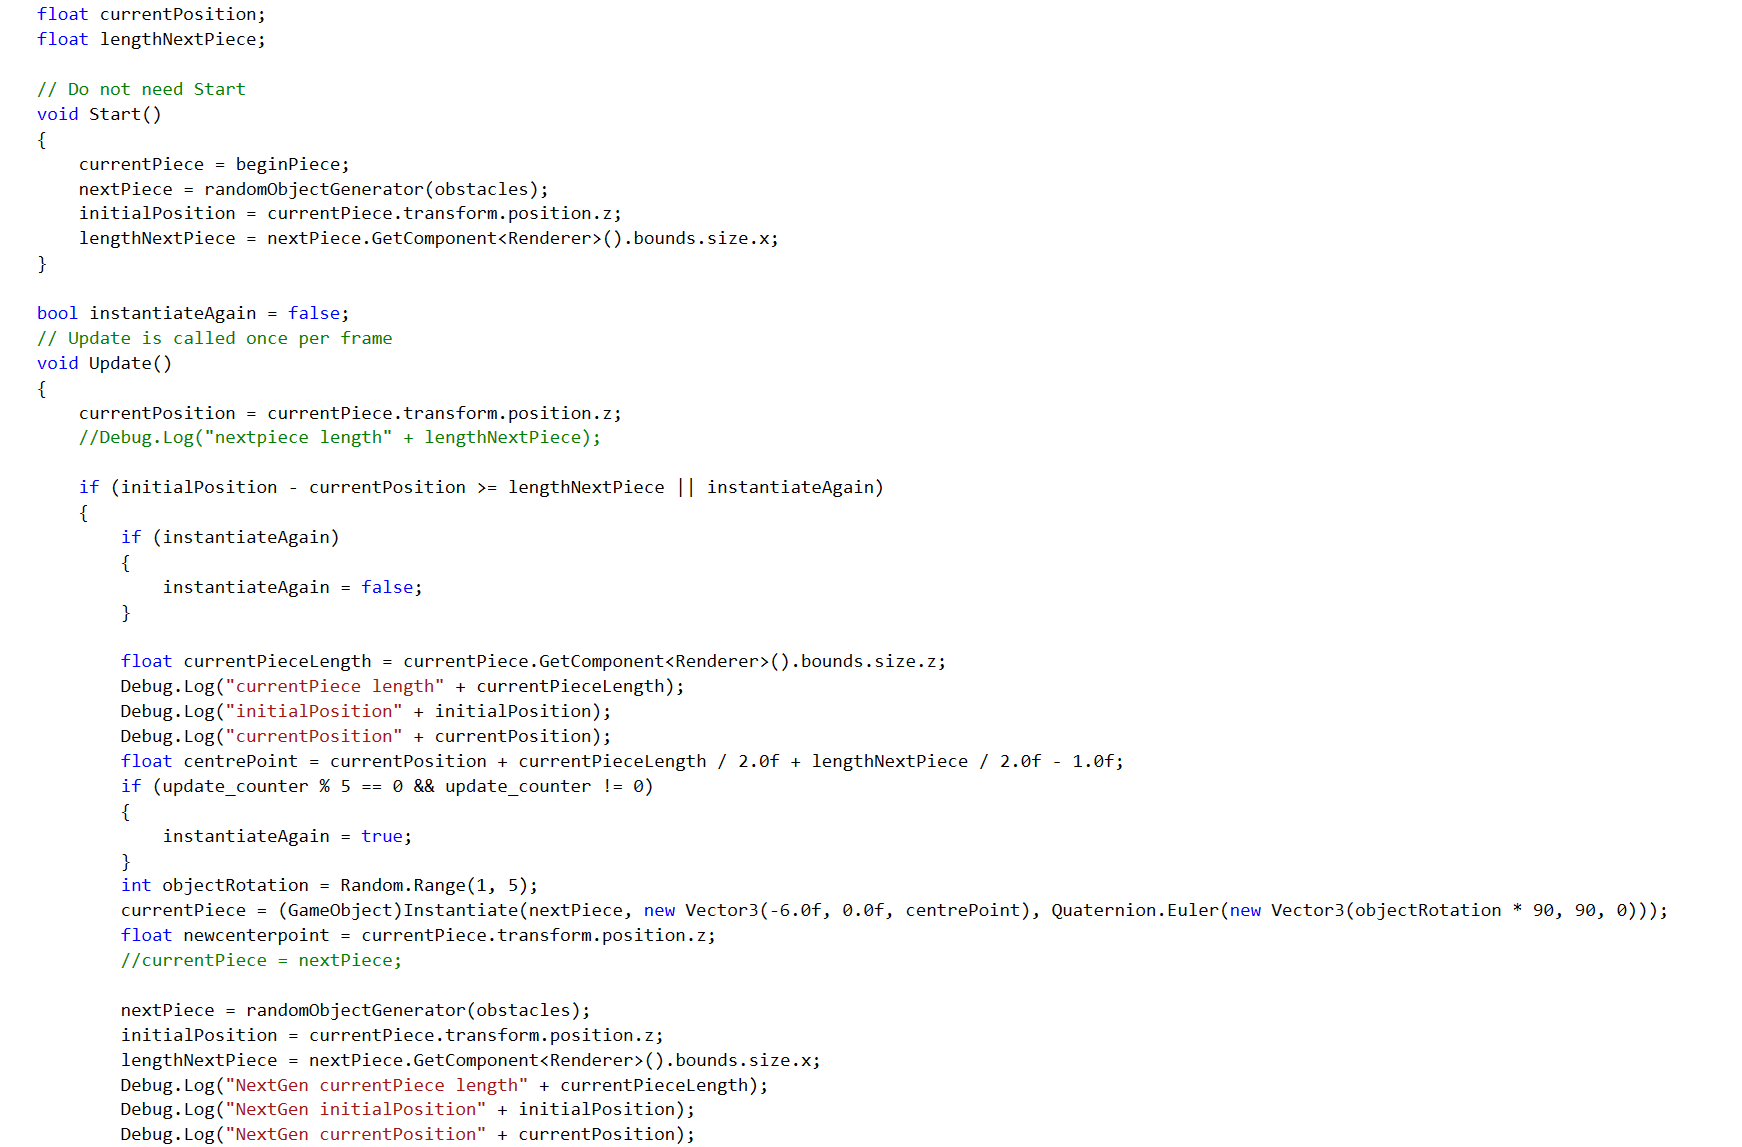 float currentPosition;
float lengthNextPiece;

// Do not need Start
void Start()
{
    currentPiece = beginPiece;
    nextPiece = randomObjectGenerator(obstacles);
    initialPosition = currentPiece.transform.position.z;
    lengthNextPiece = nextPiece.GetComponent<Renderer>().bounds.size.x;
}

bool instantiateAgain = false;
// Update is called once per frame
void Update()
{
    currentPosition = currentPiece.transform.position.z;
    //Debug.Log("nextpiece length" + lengthNextPiece);

    if (initialPosition - currentPosition >= lengthNextPiece || instantiateAgain)
    {
        if (instantiateAgain)
        {
            instantiateAgain = false;
        }

        float currentPieceLength = currentPiece.GetComponent<Renderer>().bounds.size.z;
        Debug.Log("currentPiece length" + currentPieceLength);
        Debug.Log("initialPosition" + initialPosition);
        Debug.Log("currentPosition" + currentPosition);
        float centrePoint = currentPosition + currentPieceLength / 2.0f + lengthNextPiece / 2.0f - 1.0f;
        if (update_counter % 5 == 0 && update_counter != 0)
        {
            instantiateAgain = true;
        }
        int objectRotation = Random.Range(1, 5);
        currentPiece = (GameObject)Instantiate(nextPiece, new Vector3(-6.0f, 0.0f, centrePoint), Quaternion.Euler(new Vector3(objectRotation * 90, 90, 0)));
        float newcenterpoint = currentPiece.transform.position.z;
        //currentPiece = nextPiece;

        nextPiece = randomObjectGenerator(obstacles);
        initialPosition = currentPiece.transform.position.z;
        lengthNextPiece = nextPiece.GetComponent<Renderer>().bounds.size.x;
        Debug.Log("NextGen currentPiece length" + currentPieceLength);
        Debug.Log("NextGen initialPosition" + initialPosition);
        Debug.Log("NextGen currentPosition" + currentPosition);